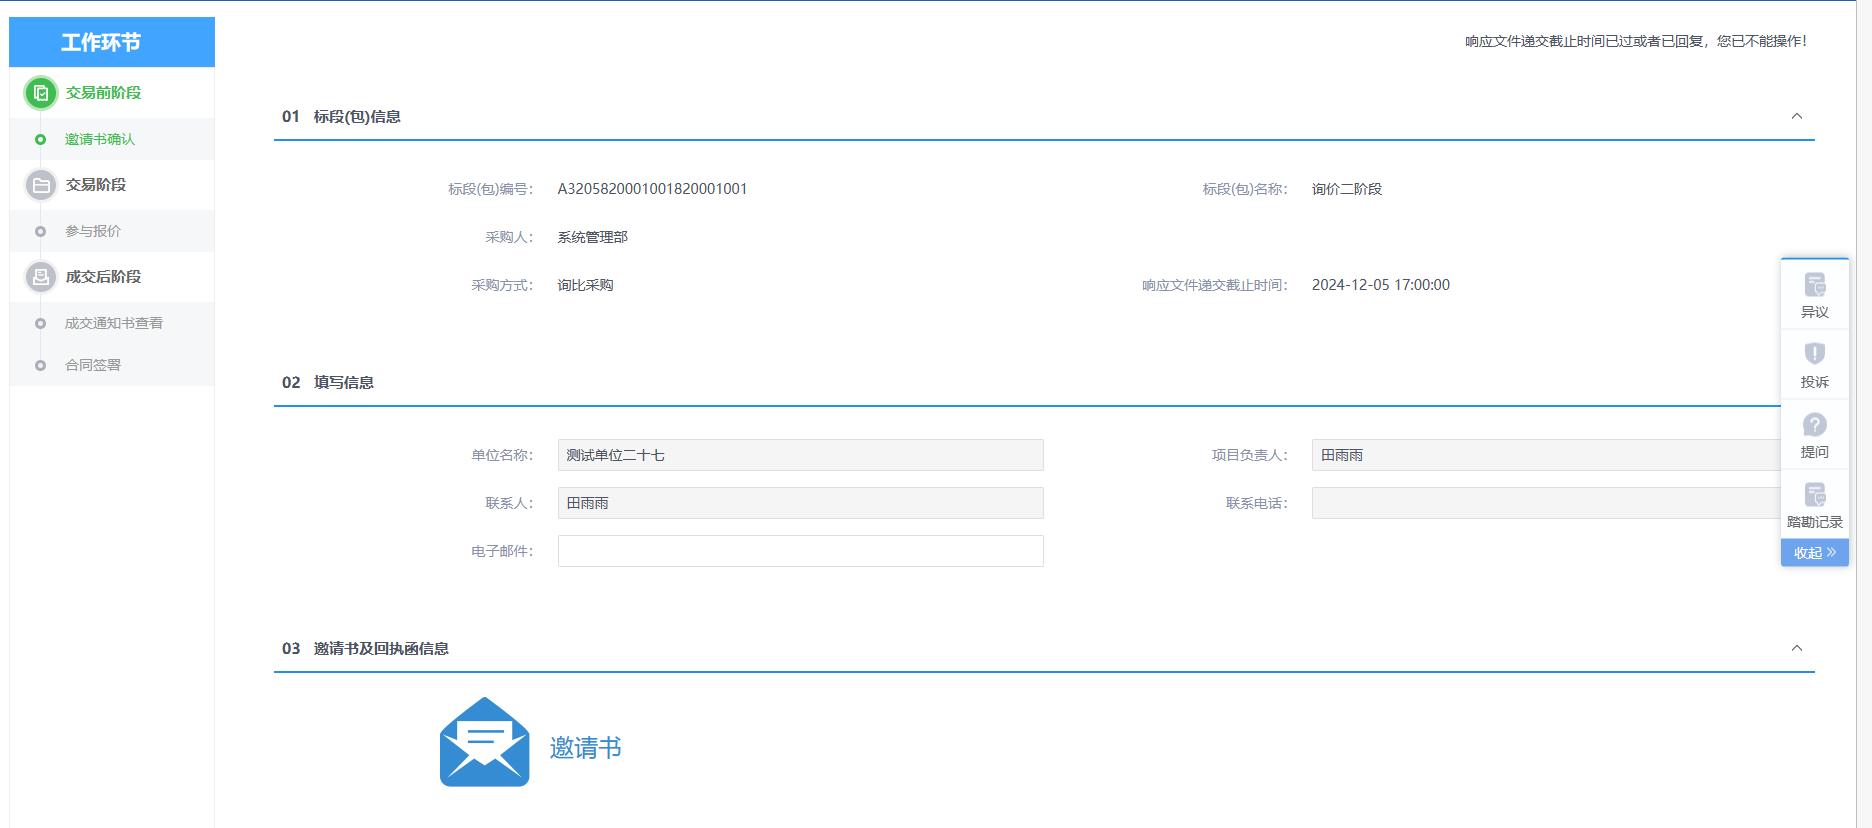 工作环节
响应文件递交截止时间已过或者已回复，您已不能操作！
交易前阶段
邀请书确认
交易阶段
参与报价
成交后阶段
成交通知书查看
合同签署
01 标段(包)信息
标段(包)编号： A3205820001001820001001 标段(包)名称： 询价二阶段
采购人： 系统管理部
采购方式： 询比采购 响应文件递交截止时间： 2024-12-05 17:00:00
02 填写信息
单位名称： 测试单位二十七 项目负责人： 田雨雨
联系人： 田雨雨 联系电话：
电子邮件：
03 邀请书及回执函信息
邀请书
异议
投诉
提问
踏勘记录
收起 »